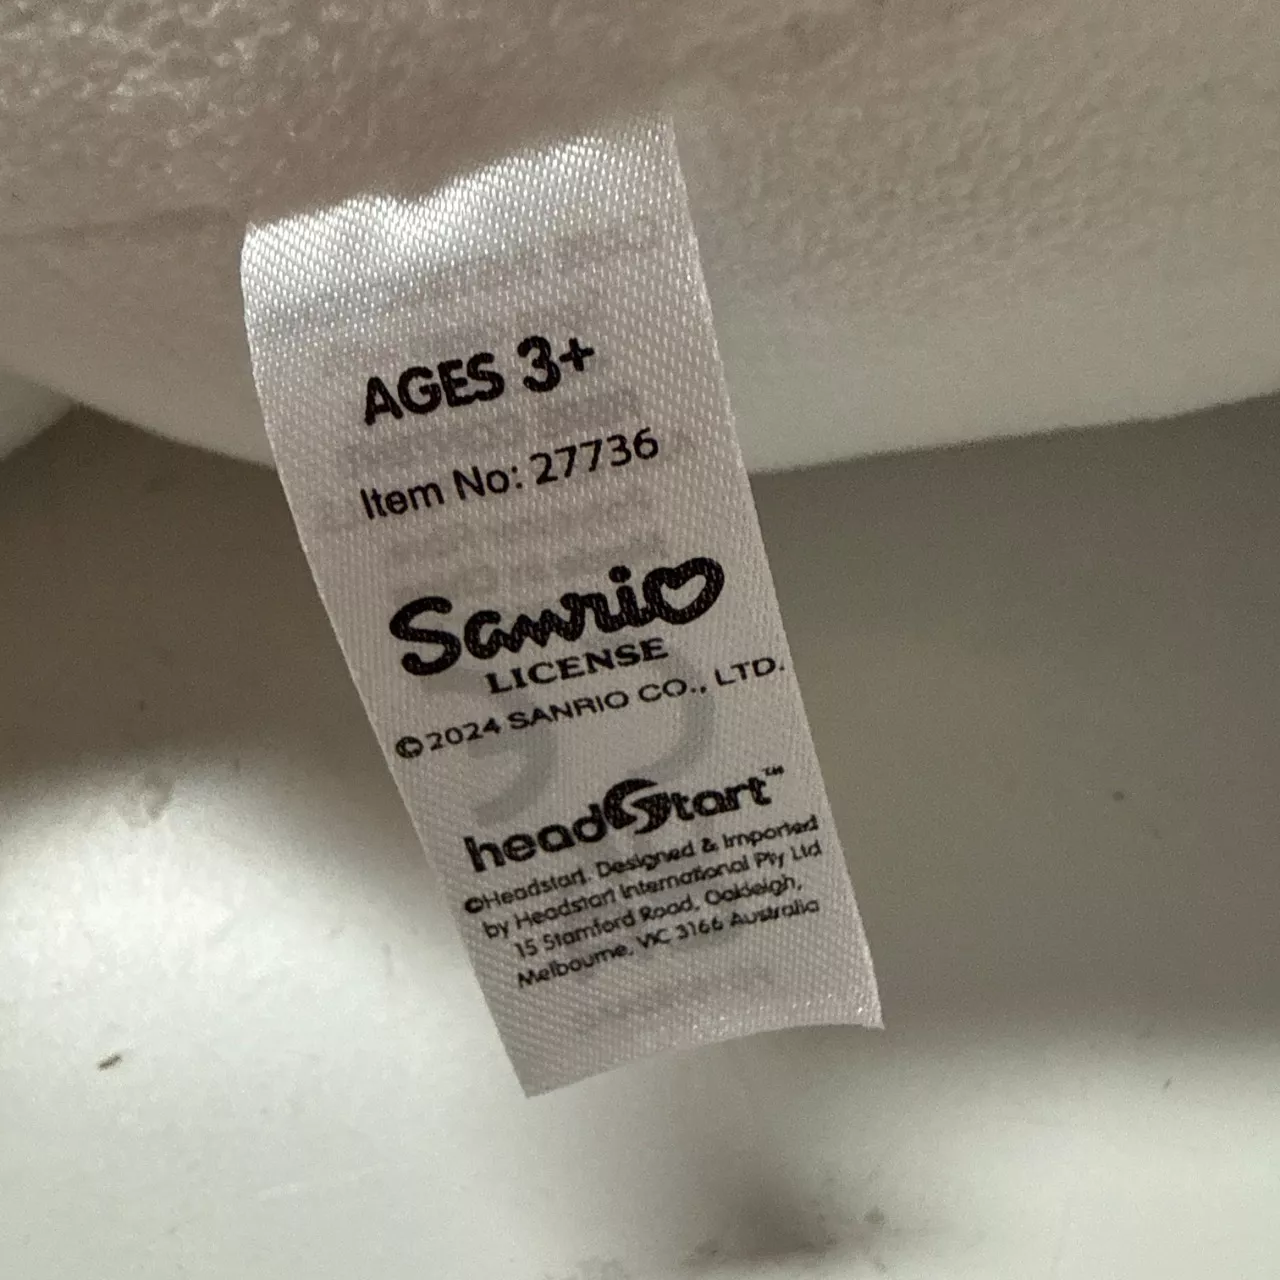 AGES 3+
Item No: 27736
Sanrio
LICENSE
©2024 SANRIO CO., LTD.
headStart™
©Headstart. Designed & Imported
by Headstart International Pty Ltd
15 Stamford Road, Oakleigh,
Melbourne, VIC 3166 Australia